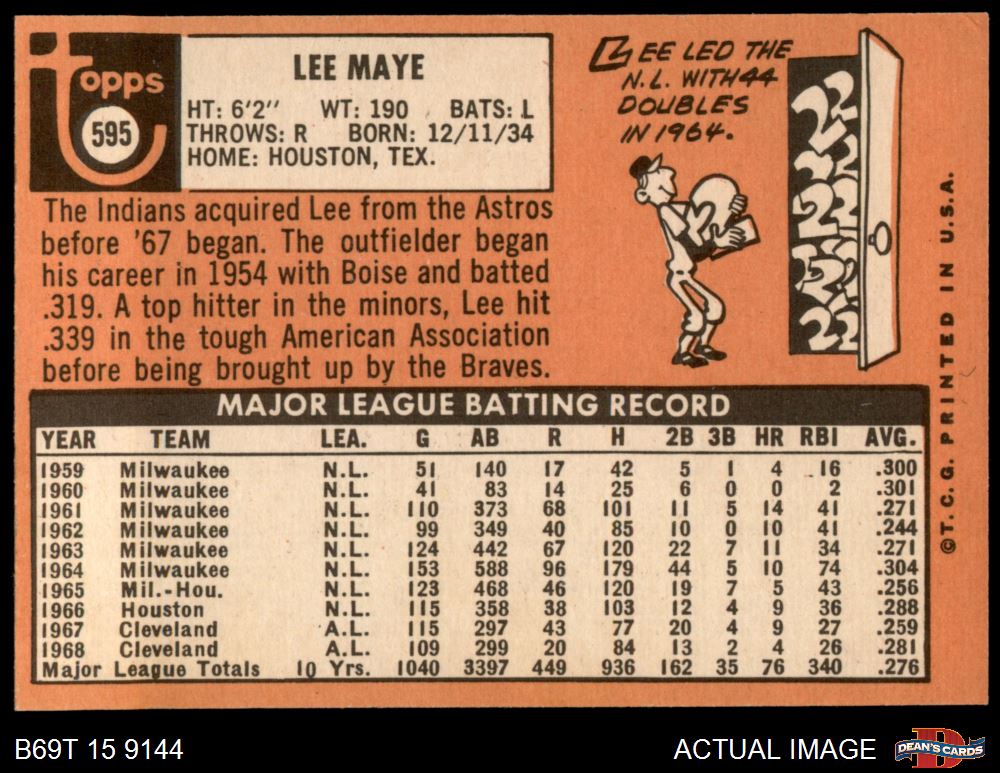 topps
595
LEE MAYE
HT: 6'2" WT: 190 BATS: L
THROWS: R BORN: 12/11/34
HOME: HOUSTON, TEX.
The Indians acquired Lee from the Astros
before '67 began. The outfielder began
his career in 1954 with Boise and batted
.319. A top hitter in the minors, Lee hit
.339 in the tough American Association
before being brought up by the Braves.
LEE LED THE
N.L. WITH 44
DOUBLES
IN 1964.
22
22
22
22
22
MAJOR LEAGUE BATTING RECORD
YEAR TEAM LEA. G AB R H 2B 3B HR RBI AVG.
1959 Milwaukee N.L. 51 140 17 42 5 1 4 16 .300
1960 Milwaukee N.L. 41 83 14 25 6 0 0 2 .301
1961 Milwaukee N.L. 110 373 68 101 11 5 14 41 .271
1962 Milwaukee N.L. 99 349 40 85 10 0 10 41 .244
1963 Milwaukee N.L. 124 442 67 120 22 7 11 34 .271
1964 Milwaukee N.L. 153 588 96 179 44 5 10 74 .304
1965 Mil.-Hou. N.L. 123 468 46 120 19 7 5 43 .256
1966 Houston N.L. 115 358 38 103 12 4 9 36 .288
1967 Cleveland A.L. 115 297 43 77 20 4 9 27 .259
1968 Cleveland A.L. 109 299 20 84 13 2 4 26 .281
Major League Totals 10 Yrs. 1040 3397 449 936 162 35 76 340 .276
©T.C.G. PRINTED IN U.S.A.
B69T 15 9144
ACTUAL IMAGE
D
DEAN'S CARDS